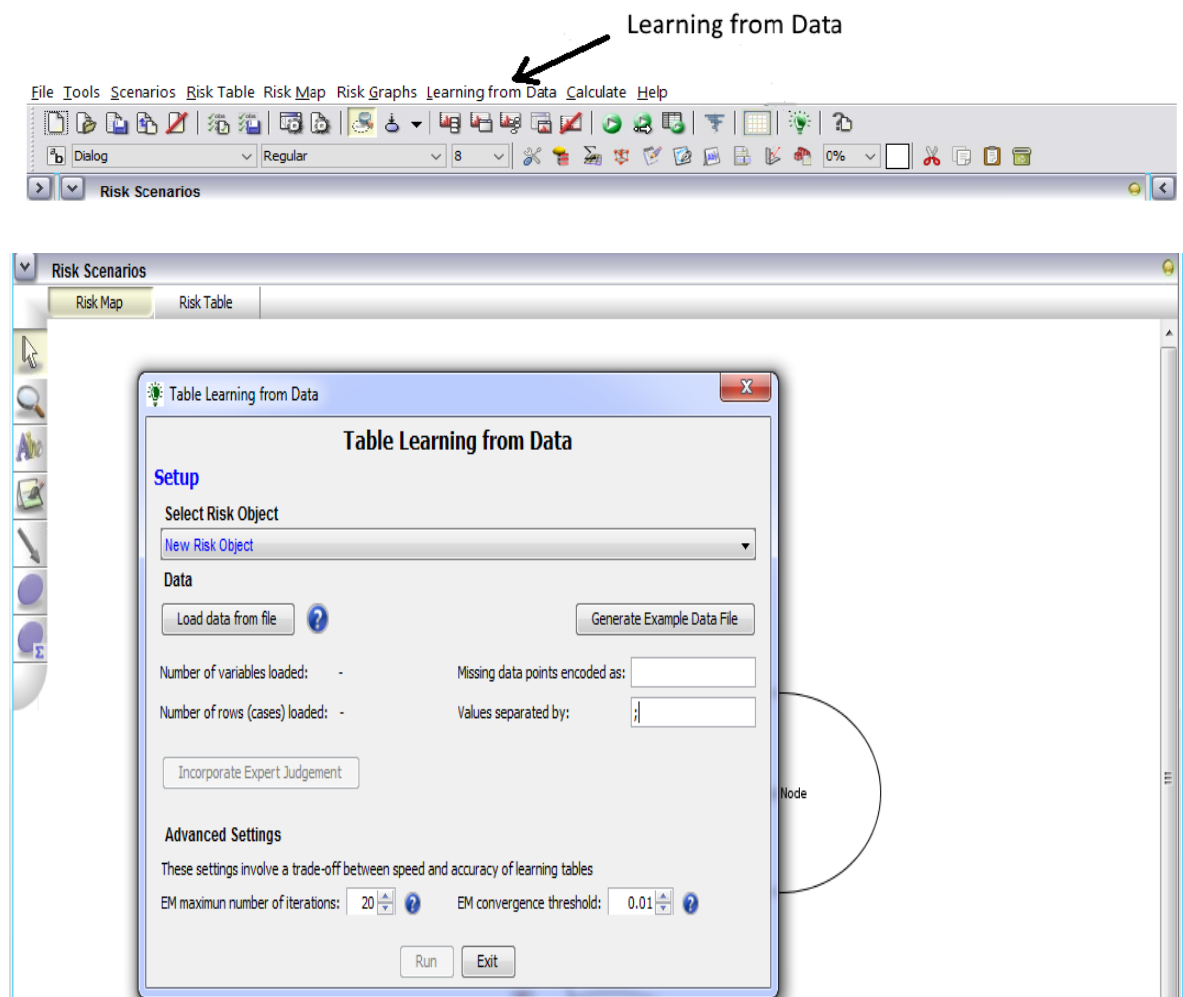 Learning from Data
File Tools Scenarios Risk Table Risk Map Risk Graphs Learning from Data Calculate Help
Dialog Regular 8 0%
Risk Scenarios
Risk Scenarios
Risk Map Risk Table
Table Learning from Data
Table Learning from Data
Setup
Select Risk Object
New Risk Object
Data
Load data from file ? Generate Example Data File
Number of variables loaded: - Missing data points encoded as:
Number of rows (cases) loaded: - Values separated by: ;
Incorporate Expert Judgement
Node
Advanced Settings
These settings involve a trade-off between speed and accuracy of learning tables
EM maximun number of iterations: 20 ? EM convergence threshold: 0.01 ?
Run Exit